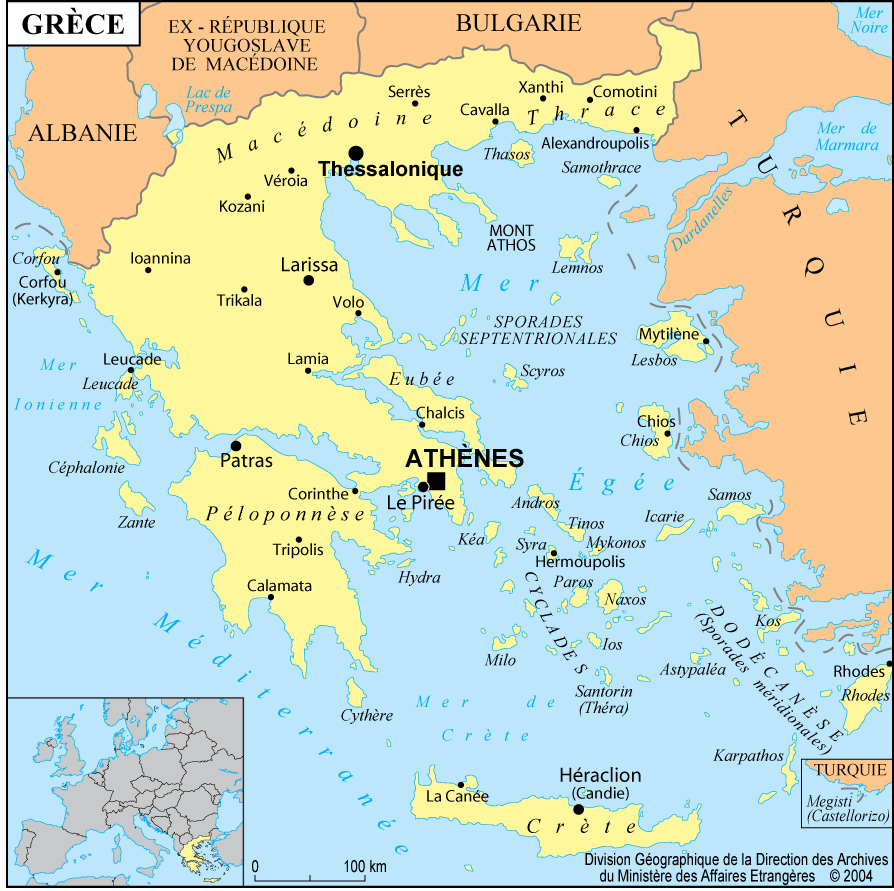 GRÈCE
EX - RÉPUBLIQUE
YOUGOSLAVE
DE MACÉDOINE
BULGARIE
Mer
Noire
ALBANIE
Lac de
Prespa
Serrès
Xanthi
Comotini
Cavalla
Macédoine
Thrace
Alexandroupolis
Thasos
Samothrace
TURQUIE
Mer de
Marmara
Dardanelles
Thessalonique
Véroia
Kozani
MONT
ATHOS
Lemnos
Corfou
Corfou
(Kerkyra)
Ioannina
Larissa
Trikala
Volo
Mer
SPORADES
SEPTENTRIONALES
Mytilène
Lesbos
Leucade
Leucade
Mer
Ionienne
Lamia
Eubée
Scyros
Chalcis
Chios
Chios
Céphalonie
Patras
ATHÈNES
Égée
Zante
Corinthe
Le Pirée
Péloponnèse
Andros
Samos
Icarie
Tinos
Kéa
Syra
Mykonos
Tripolis
Hermoupolis
Hydra
Paros
Naxos
Calamata
CYCLADES
Kos
DODÉCANÈSE
(Sporades méridionales)
Ios
Milo
Astypaléa
Rhodes
Rhodes
Santorin
(Théra)
Cythère
Mer de
Crète
Mer Méditerranée
Karpathos
TURQUIE
Megisti
(Castellorizo)
La Canée
Héraclion
(Candie)
Crète
0
100 km
Division Géographique de la Direction des Archives
du Ministère des Affaires Etrangères © 2004